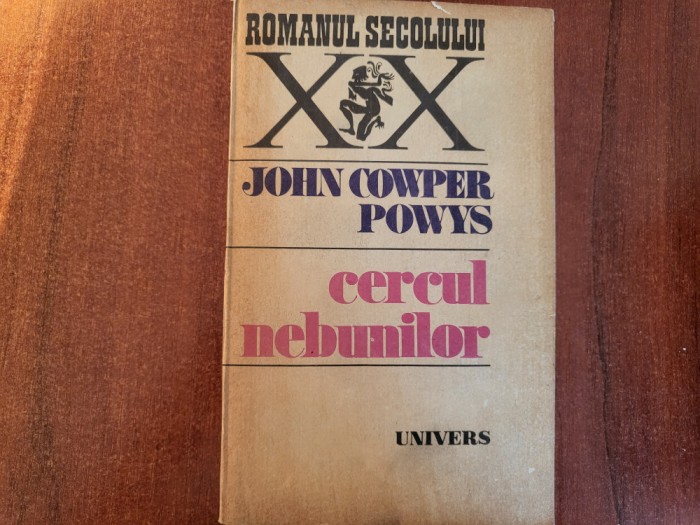 ROMANUL SECOLULUI
XX
JOHN COWPER
POWYS
cercul
nebunilor
UNIVERS